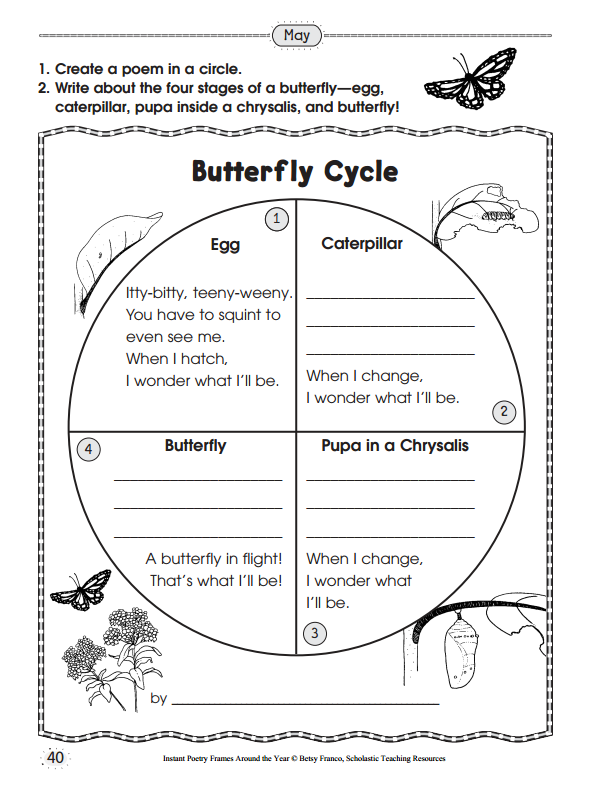 May
1. Create a poem in a circle.
2. Write about the four stages of a butterfly—egg,
caterpillar, pupa inside a chrysalis, and butterfly!
Butterfly Cycle
1
Egg
Itty-bitty, teeny-weeny.
You have to squint to
even see me.
When I hatch,
I wonder what I'll be.
Caterpillar
When I change,
I wonder what I'll be.
2
4
Butterfly
A butterfly in flight!
That's what I'll be!
Pupa in a Chrysalis
When I change,
I wonder what
I'll be.
3
by
40
Instant Poetry Frames Around the Year © Betsy Franco, Scholastic Teaching Resources